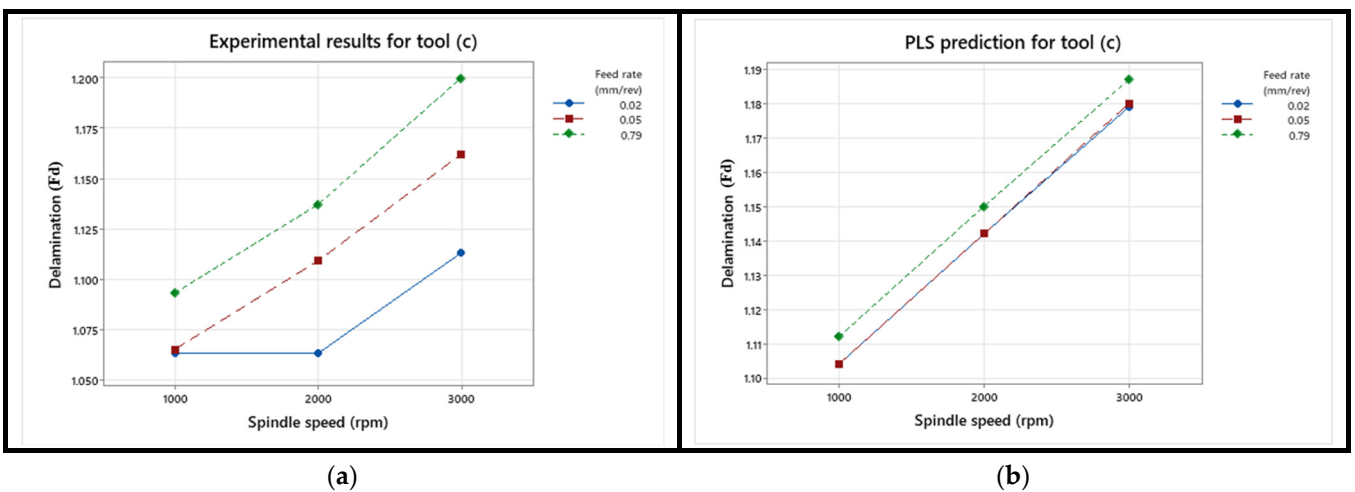 Experimental results for tool (c)
Feed rate
(mm/rev)
0.02
0.05
0.79
Delamination (Fd)
1.200
1.175
1.150
1.125
1.100
1.075
1.050
1000
2000
3000
Spindle speed (rpm)
(a)
PLS prediction for tool (c)
Feed rate
(mm/rev)
0.02
0.05
0.79
Delamination (Fd)
1.19
1.18
1.17
1.16
1.15
1.14
1.13
1.12
1.11
1.10
1000
2000
3000
Spindle speed (rpm)
(b)